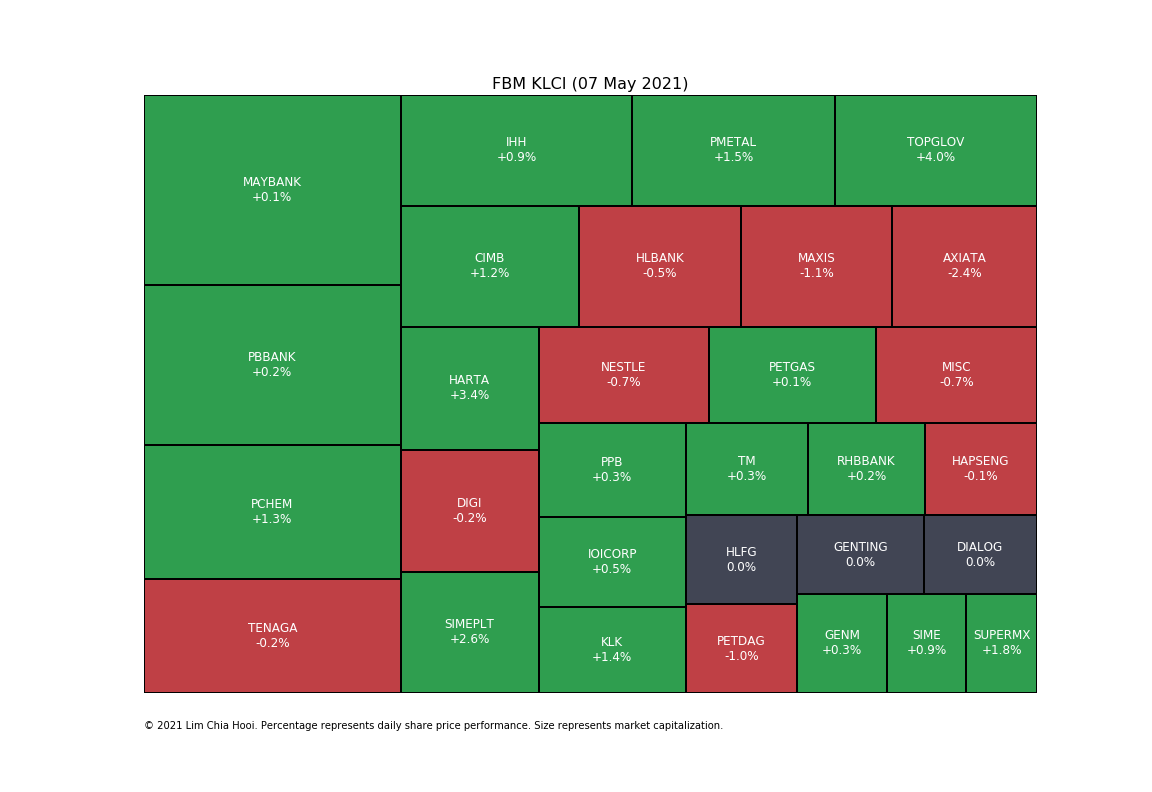 FBM KLCI (07 May 2021)
MAYBANK
+0.1%
PBBANK
+0.2%
PCHEM
+1.3%
TENAGA
-0.2%
IHH
+0.9%
PMETAL
+1.5%
TOPGLOV
+4.0%
CIMB
+1.2%
HLBANK
-0.5%
MAXIS
-1.1%
AXIATA
-2.4%
HARTA
+3.4%
DIGI
-0.2%
SIMEPLT
+2.6%
NESTLE
-0.7%
PETGAS
+0.1%
MISC
-0.7%
PPB
+0.3%
IOICORP
+0.5%
KLK
+1.4%
TM
+0.3%
RHBBANK
+0.2%
HAPSENG
-0.1%
HLFG
0.0%
PETDAG
-1.0%
GENTING
0.0%
DIALOG
0.0%
GENM
+0.3%
SIME
+0.9%
SUPERMX
+1.8%
© 2021 Lim Chia Hooi. Percentage represents daily share price performance. Size represents market capitalization.